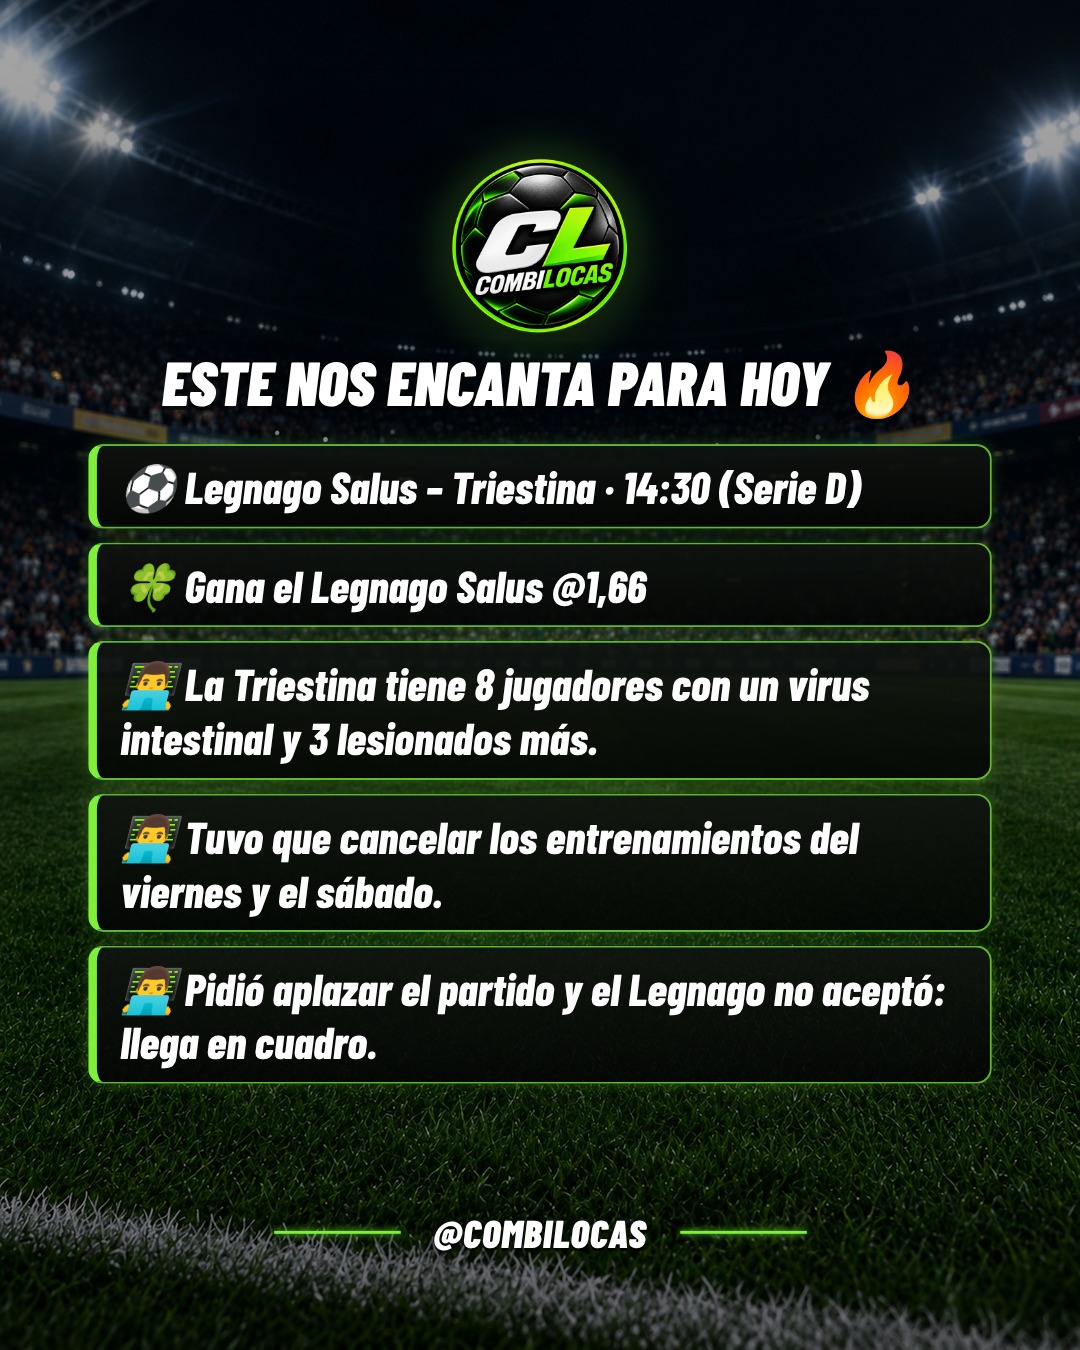 CL
COMBILOCAS
ESTE NOS ENCANTA PARA HOY 🔥
⚽ Legnago Salus – Triestina · 14:30 (Serie D)
🍀 Gana el Legnago Salus @1,66
👨‍💻 La Triestina tiene 8 jugadores con un virus
intestinal y 3 lesionados más.
👨‍💻 Tuvo que cancelar los entrenamientos del
viernes y el sábado.
👨‍💻 Pidió aplazar el partido y el Legnago no aceptó:
llega en cuadro.
@COMBILOCAS